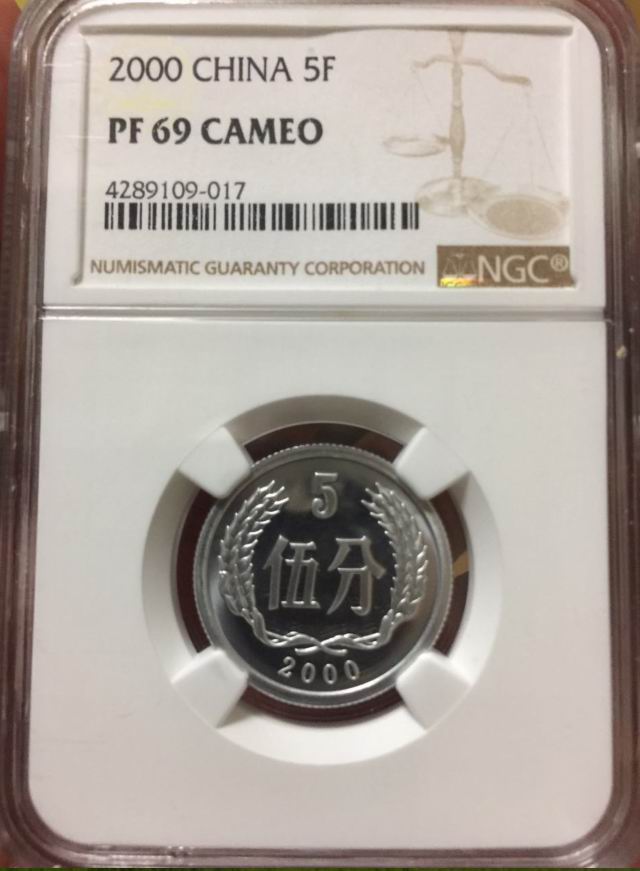 2000 CHINA 5F
PF 69 CAMEO
4289109-017
NUMISMATIC GUARANTY CORPORATION
NGC®
5
伍分
2000